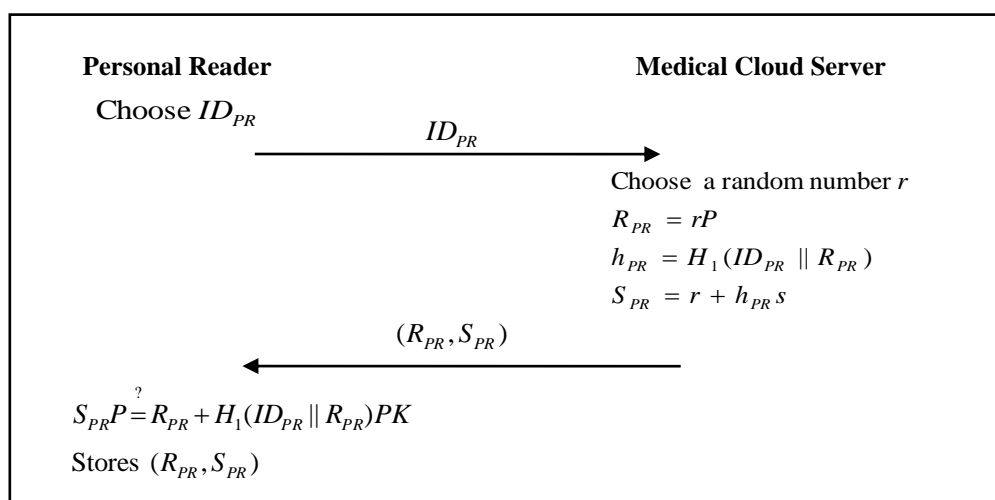 Personal Reader Medical Cloud Server
Choose ID_PR
ID_PR
Choose a random number r
R_PR = rP
h_PR = H_1(ID_PR || R_PR)
S_PR = r + h_PR s
(R_PR, S_PR)
S_PR P ?= R_PR + H_1(ID_PR || R_PR)PK
Stores (R_PR, S_PR)